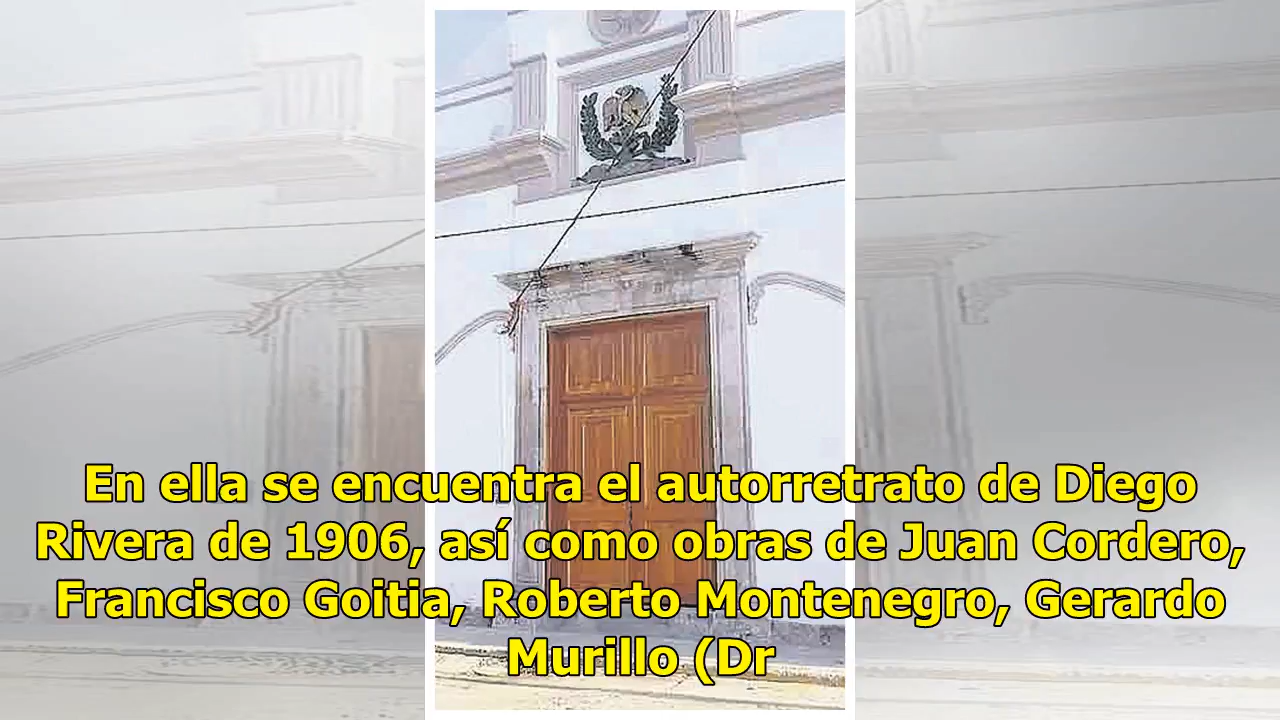 En ella se encuentra el autorretrato de Diego
Rivera de 1906, así como obras de Juan Cordero,
Francisco Goitia, Roberto Montenegro, Gerardo
Murillo (Dr